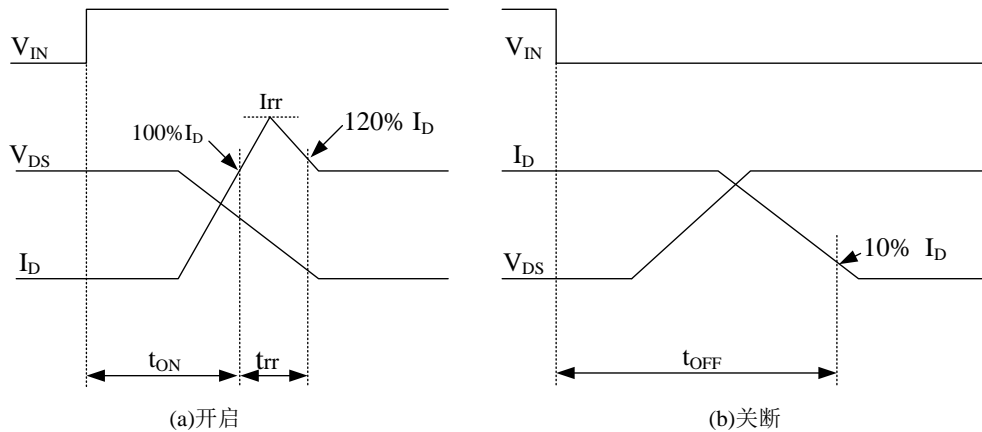 V_IN
Irr
100% I_D
120% I_D
V_DS
I_D
t_ON
trr
(a)开启
V_IN
I_D
V_DS
10% I_D
t_OFF
(b)关断